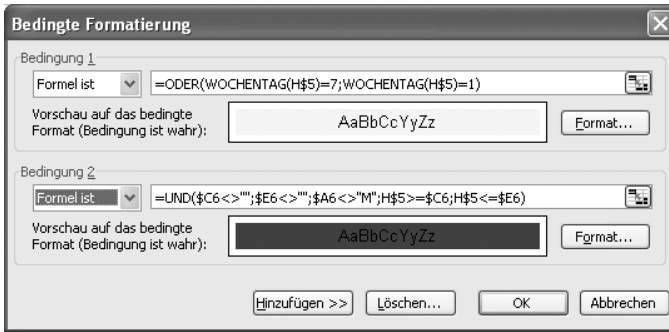 Bedingte Formatierung
Bedingung 1
Formel ist
=ODER(WOCHENTAG(H$5)=7;WOCHENTAG(H$5)=1)
Vorschau auf das bedingte
Format (Bedingung ist wahr):
AaBbCcYyZz
Format...
Bedingung 2
Formel ist
=UND($C6<>"";$E6<>"";$A6<>"M";H$5>=$C6;H$5<=$E6)
Vorschau auf das bedingte
Format (Bedingung ist wahr):
AaBbCcYyZz
Format...
Hinzufügen >>
Löschen...
OK
Abbrechen